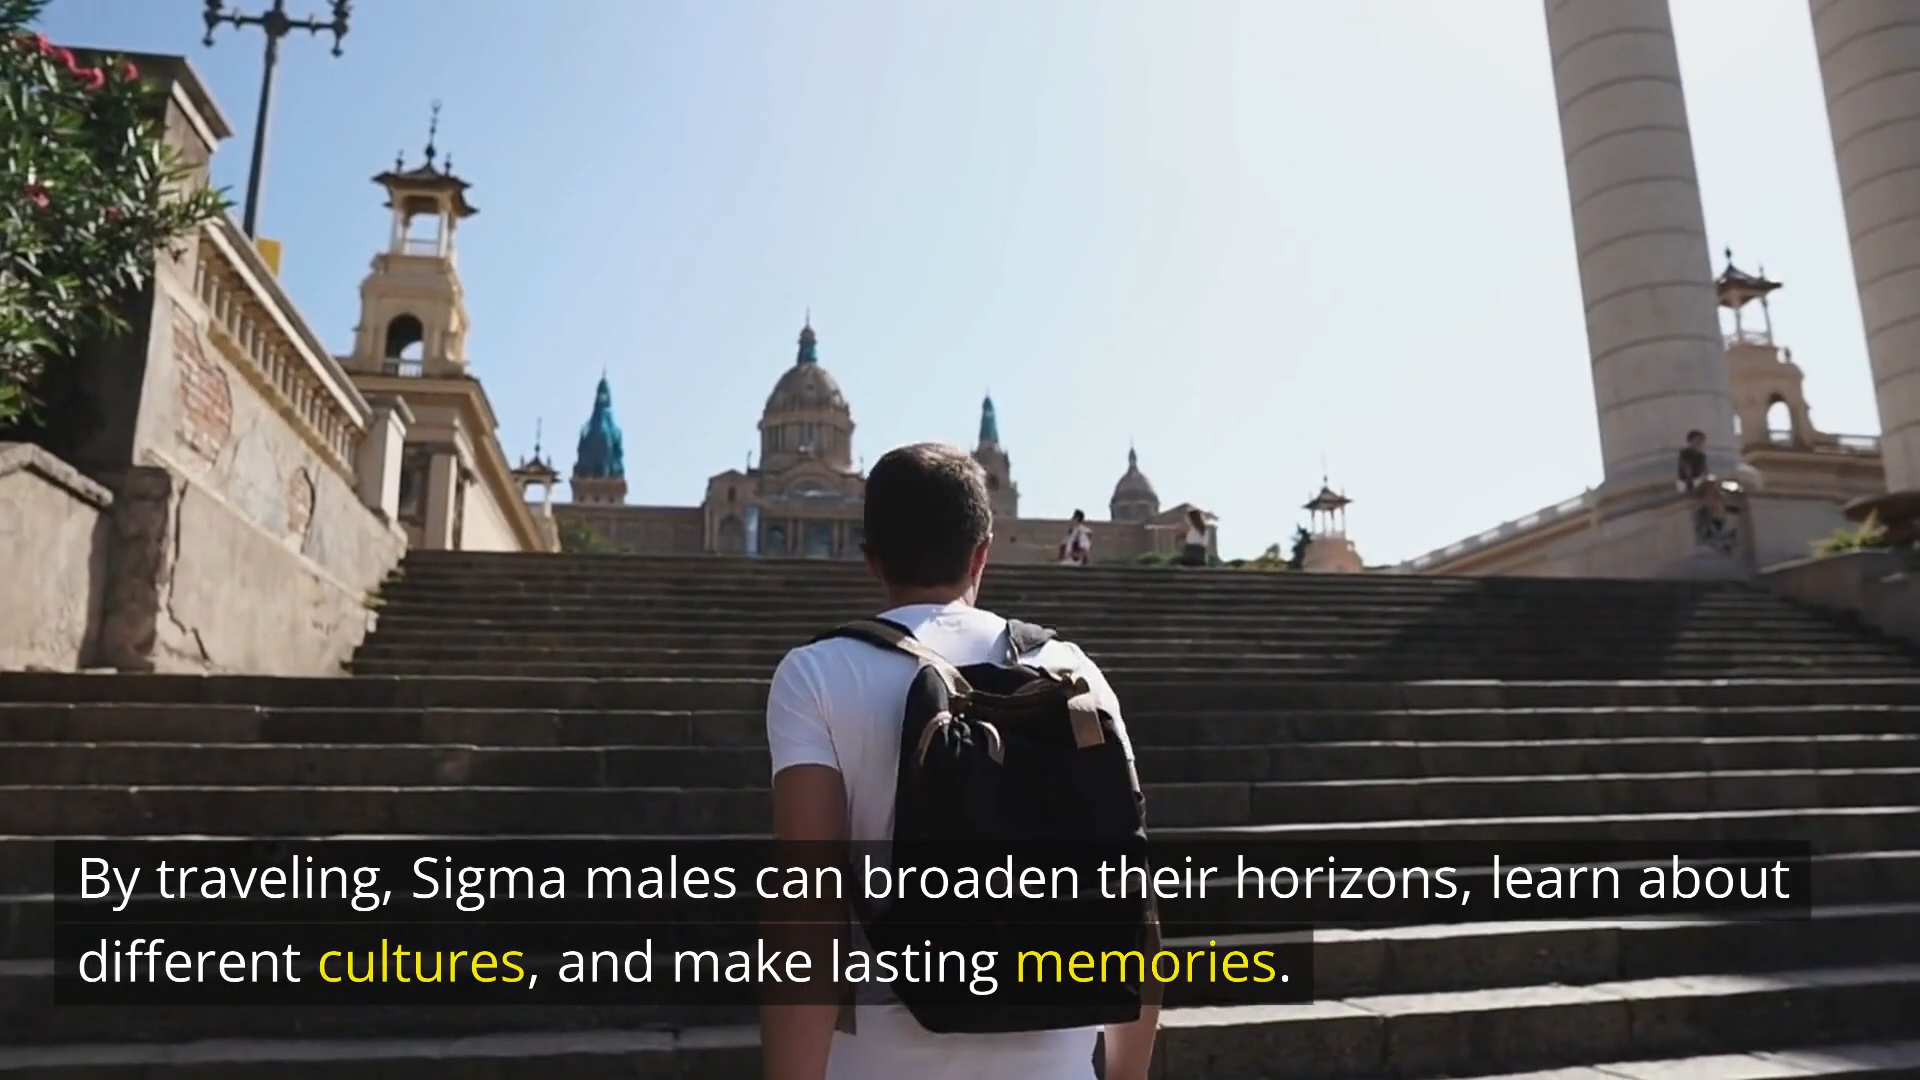 By traveling, Sigma males can broaden their horizons, learn about
different cultures, and make lasting memories.